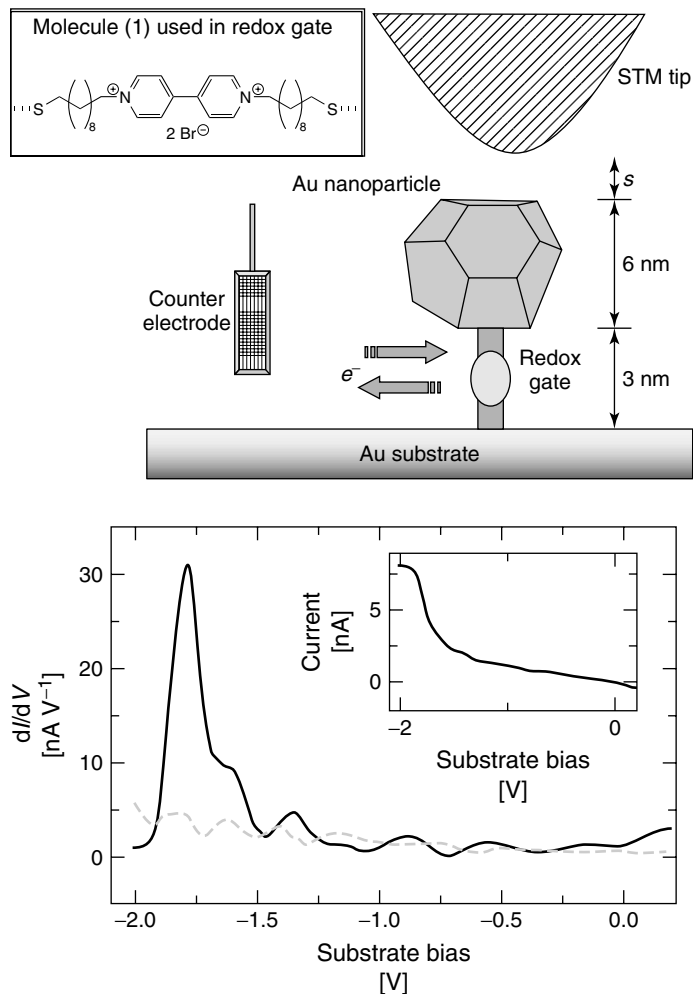 Molecule (1) used in redox gate
S
8
N
+
N
+
8
S
2 Br⊖
STM tip
Au nanoparticle
s
6 nm
Counter
electrode
e−
Redox
gate
3 nm
Au substrate
30
20
10
0
dI/dV
[nA V−1]
−2.0
−1.5
−1.0
−0.5
0.0
Substrate bias
[V]
5
0
Current
[nA]
−2
0
Substrate bias
[V]